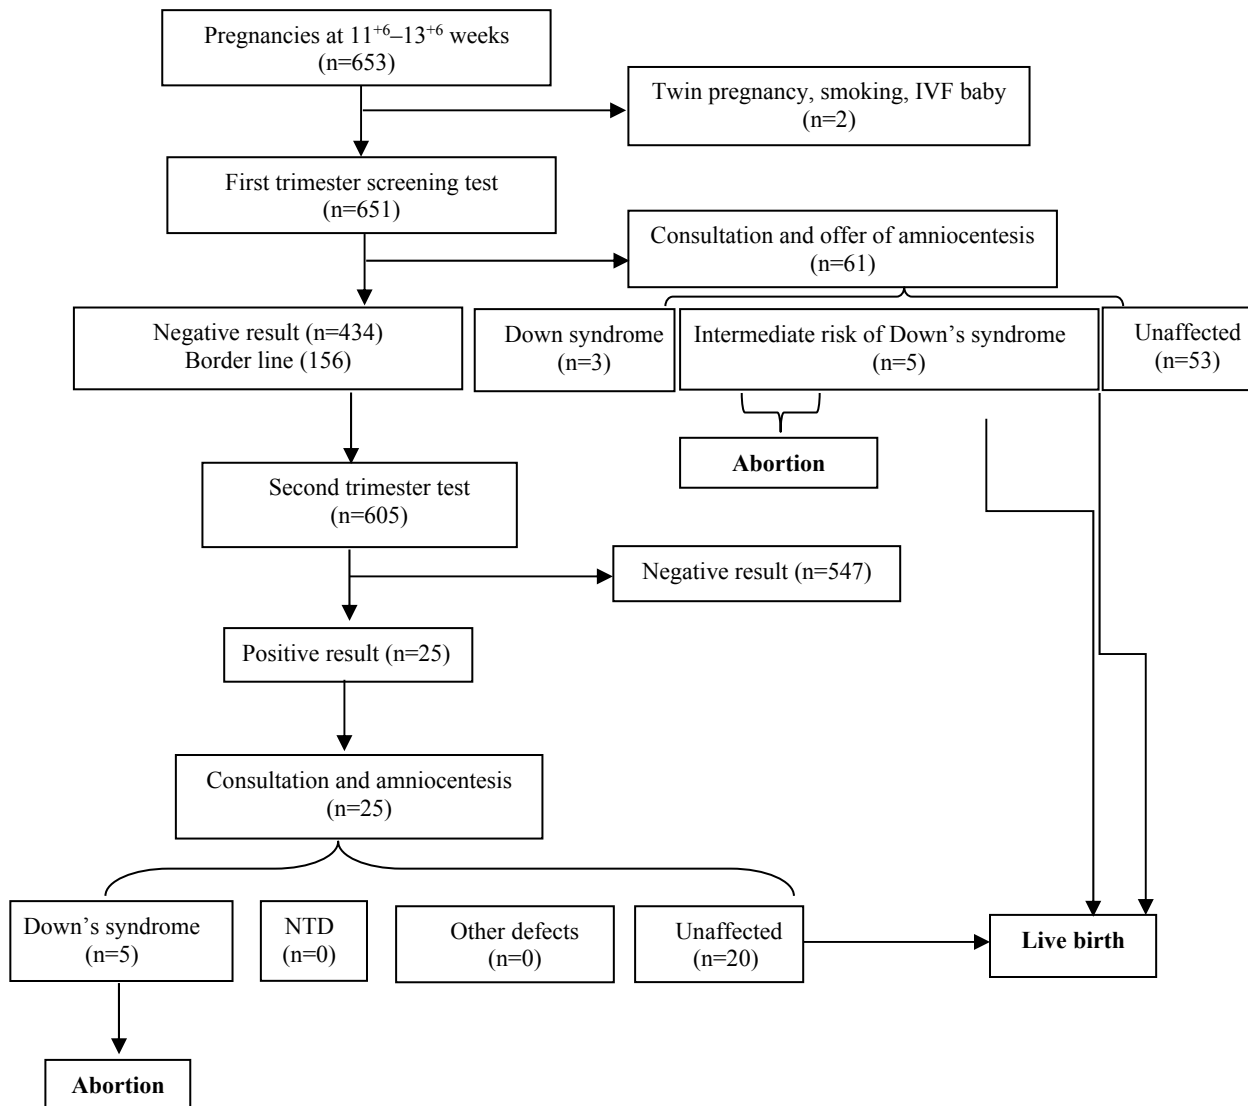 Pregnancies at 11⁺⁶–13⁺⁶ weeks
(n=653)
Twin pregnancy, smoking, IVF baby
(n=2)
First trimester screening test
(n=651)
Consultation and offer of amniocentesis
(n=61)
Negative result (n=434)
Border line (156)
Down syndrome
(n=3)
Intermediate risk of Down’s syndrome
(n=5)
Unaffected
(n=53)
Abortion
Second trimester test
(n=605)
Negative result (n=547)
Positive result (n=25)
Consultation and amniocentesis
(n=25)
Down’s syndrome
(n=5)
NTD
(n=0)
Other defects
(n=0)
Unaffected
(n=20)
Live birth
Abortion